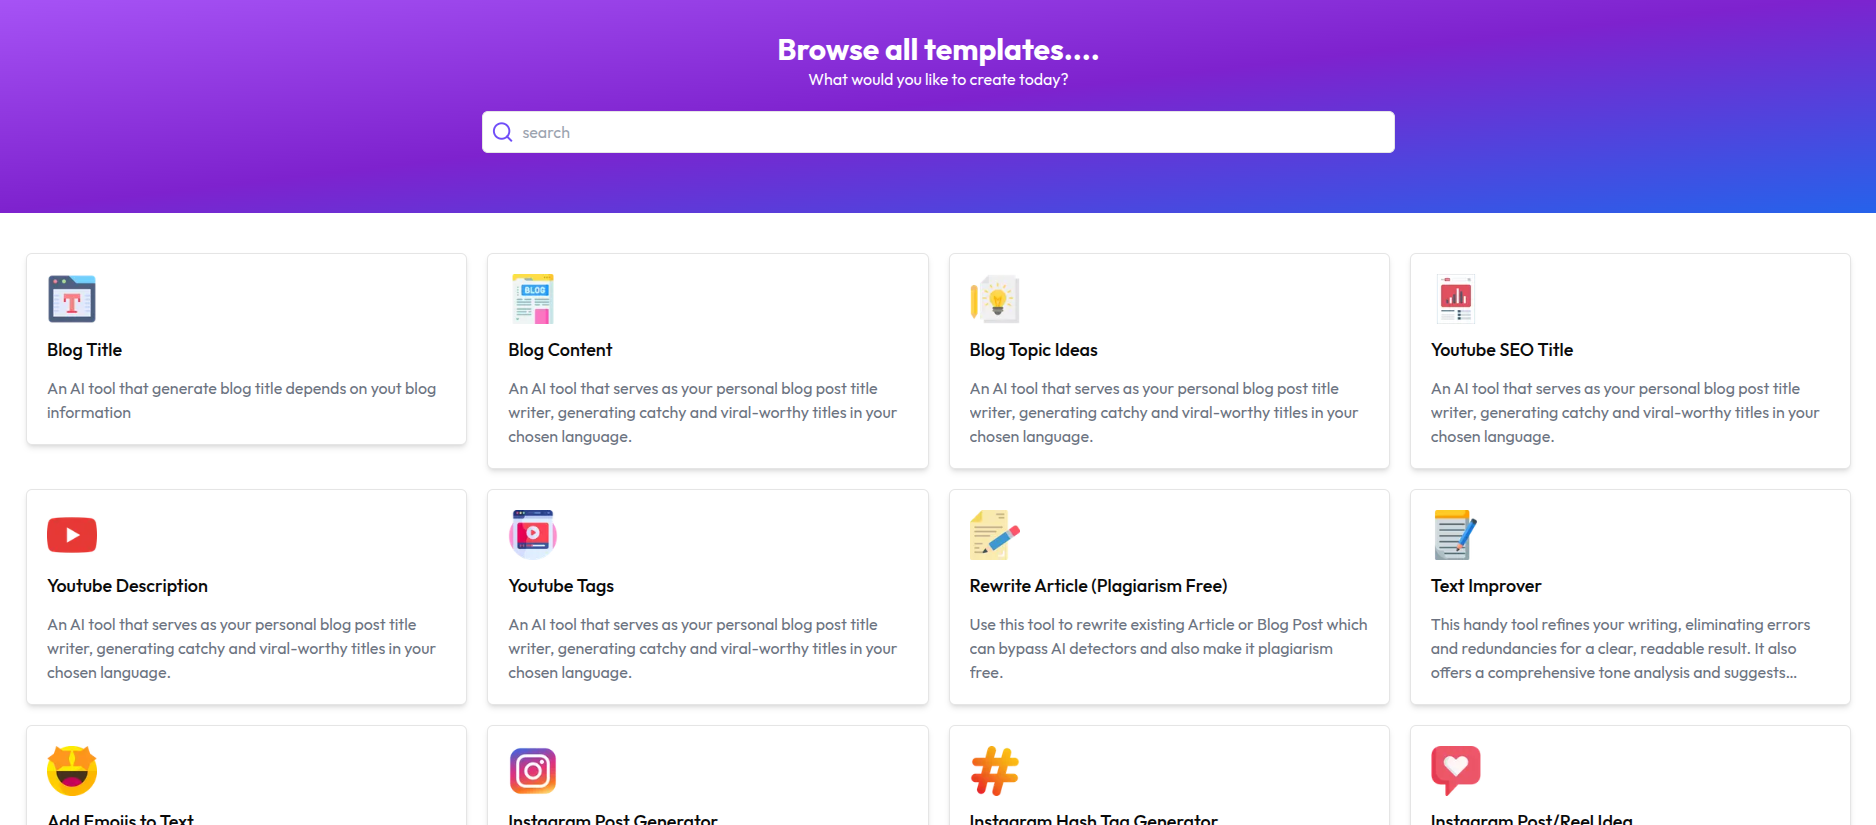 Browse all templates....
What would you like to create today?
search
Blog Title
An AI tool that generate blog title depends on yout blog
information
BLOG
Blog Content
An AI tool that serves as your personal blog post title
writer, generating catchy and viral-worthy titles in your
chosen language.
Blog Topic Ideas
An AI tool that serves as your personal blog post title
writer, generating catchy and viral-worthy titles in your
chosen language.
Youtube SEO Title
An AI tool that serves as your personal blog post title
writer, generating catchy and viral-worthy titles in your
chosen language.
Youtube Description
An AI tool that serves as your personal blog post title
writer, generating catchy and viral-worthy titles in your
chosen language.
Youtube Tags
An AI tool that serves as your personal blog post title
writer, generating catchy and viral-worthy titles in your
chosen language.
Rewrite Article (Plagiarism Free)
Use this tool to rewrite existing Article or Blog Post which
can bypass AI detectors and also make it plagiarism
free.
Text Improver
This handy tool refines your writing, eliminating errors
and redundancies for a clear, readable result. It also
offers a comprehensive tone analysis and suggests...
Add Emojis to Text
Instagram Post Generator
Instagram Hash Tag Generator
Instagram Post/Reel Idea